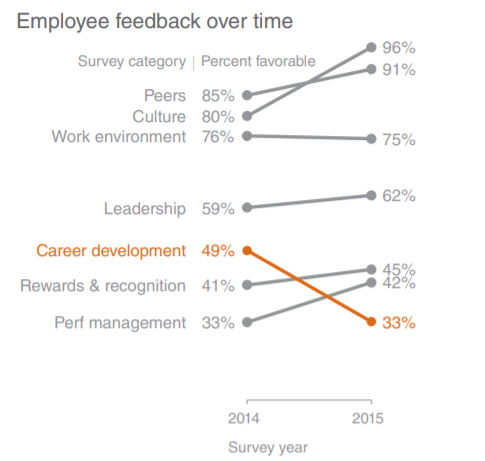 Employee feedback over time
Survey category | Percent favorable
96%
91%
Peers 85%
Culture 80%
Work environment 76%
75%
Leadership 59%
62%
Career development 49%
Rewards & recognition 41%
45%
42%
Perf management 33%
33%
2014 2015
Survey year